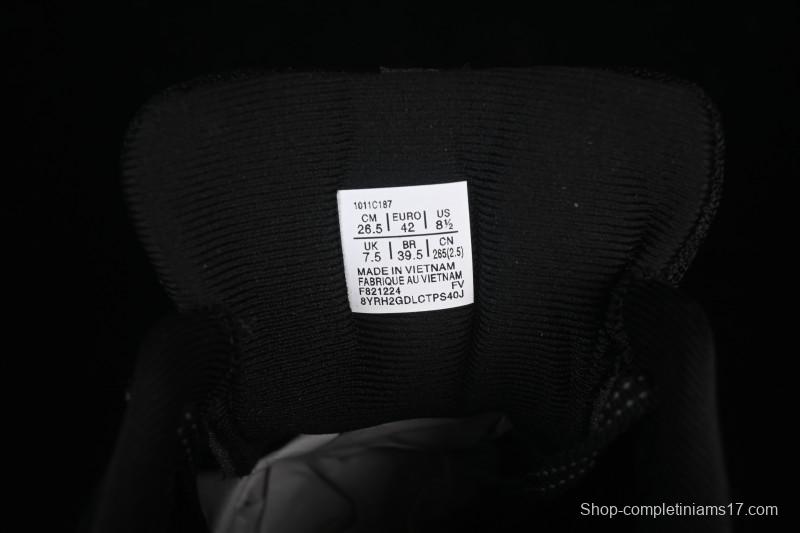 1011C187
CM | EURO | US
26.5 | 42 | 8½
UK | BR | CN
7.5 | 39.5 | 265(2.5)
MADE IN VIETNAM
FABRIQUE AU VIETNAM
F821224 FV
8YRH2GDLCTPS40J
Shop-completiniams17.com